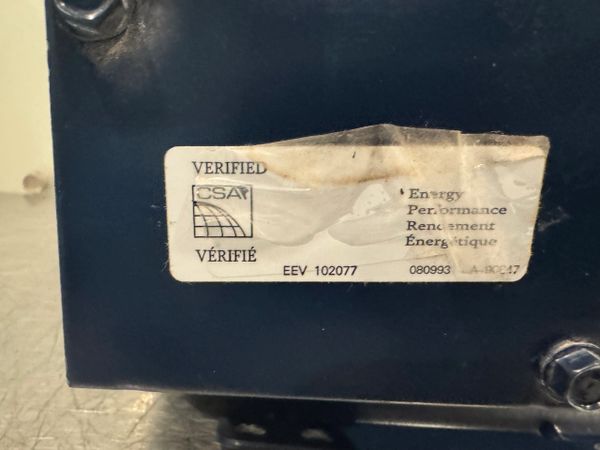 VERIFIED
CSA
VÉRIFIÉ
Energy
Performance
Rendement
Énergétique
EEV 102077
080993